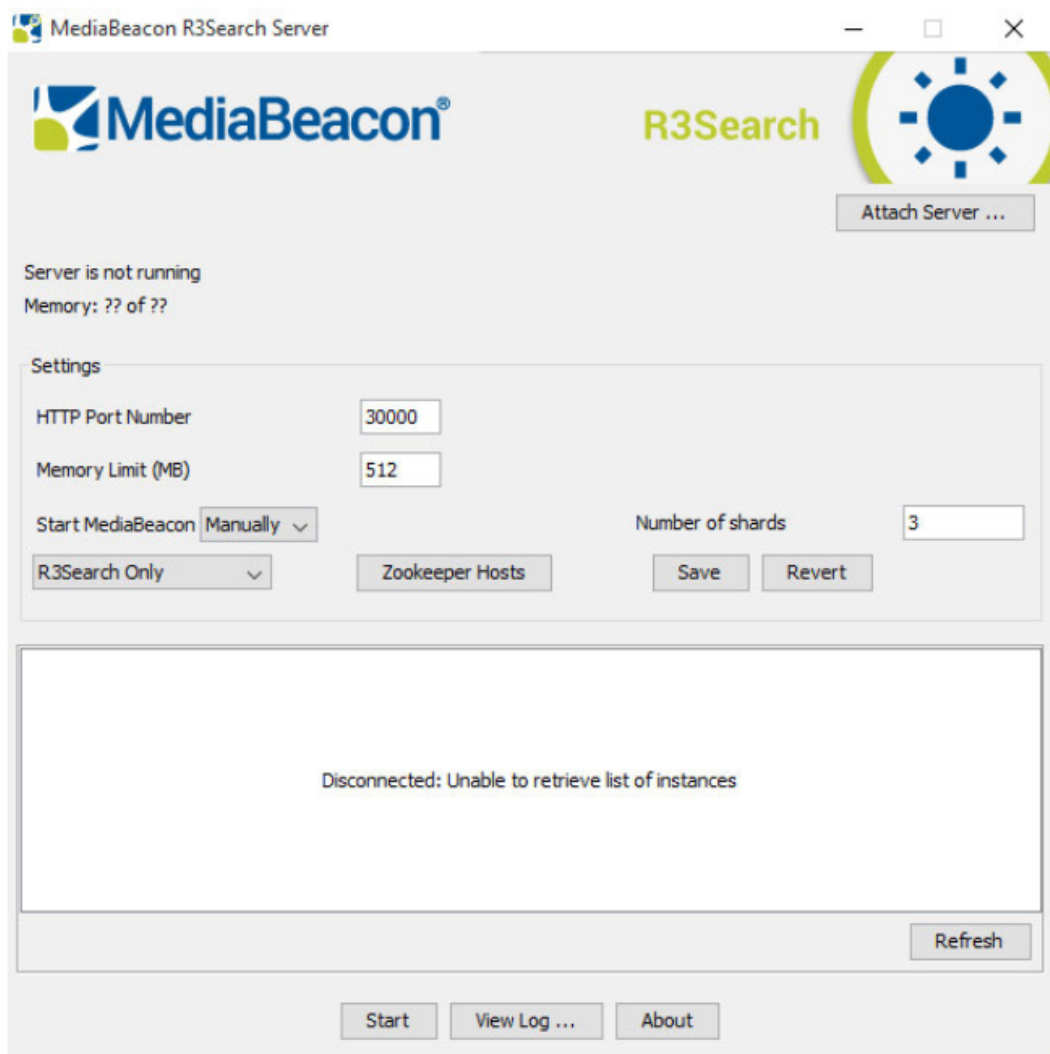 MediaBeacon R3Search Server
MediaBeacon®
R3Search
Attach Server ...
Server is not running
Memory: ?? of ??
Settings
HTTP Port Number 30000
Memory Limit (MB) 512
Start MediaBeacon Manually Number of shards 3
R3Search Only Zookeeper Hosts Save Revert
Disconnected: Unable to retrieve list of instances
Refresh
Start View Log ... About